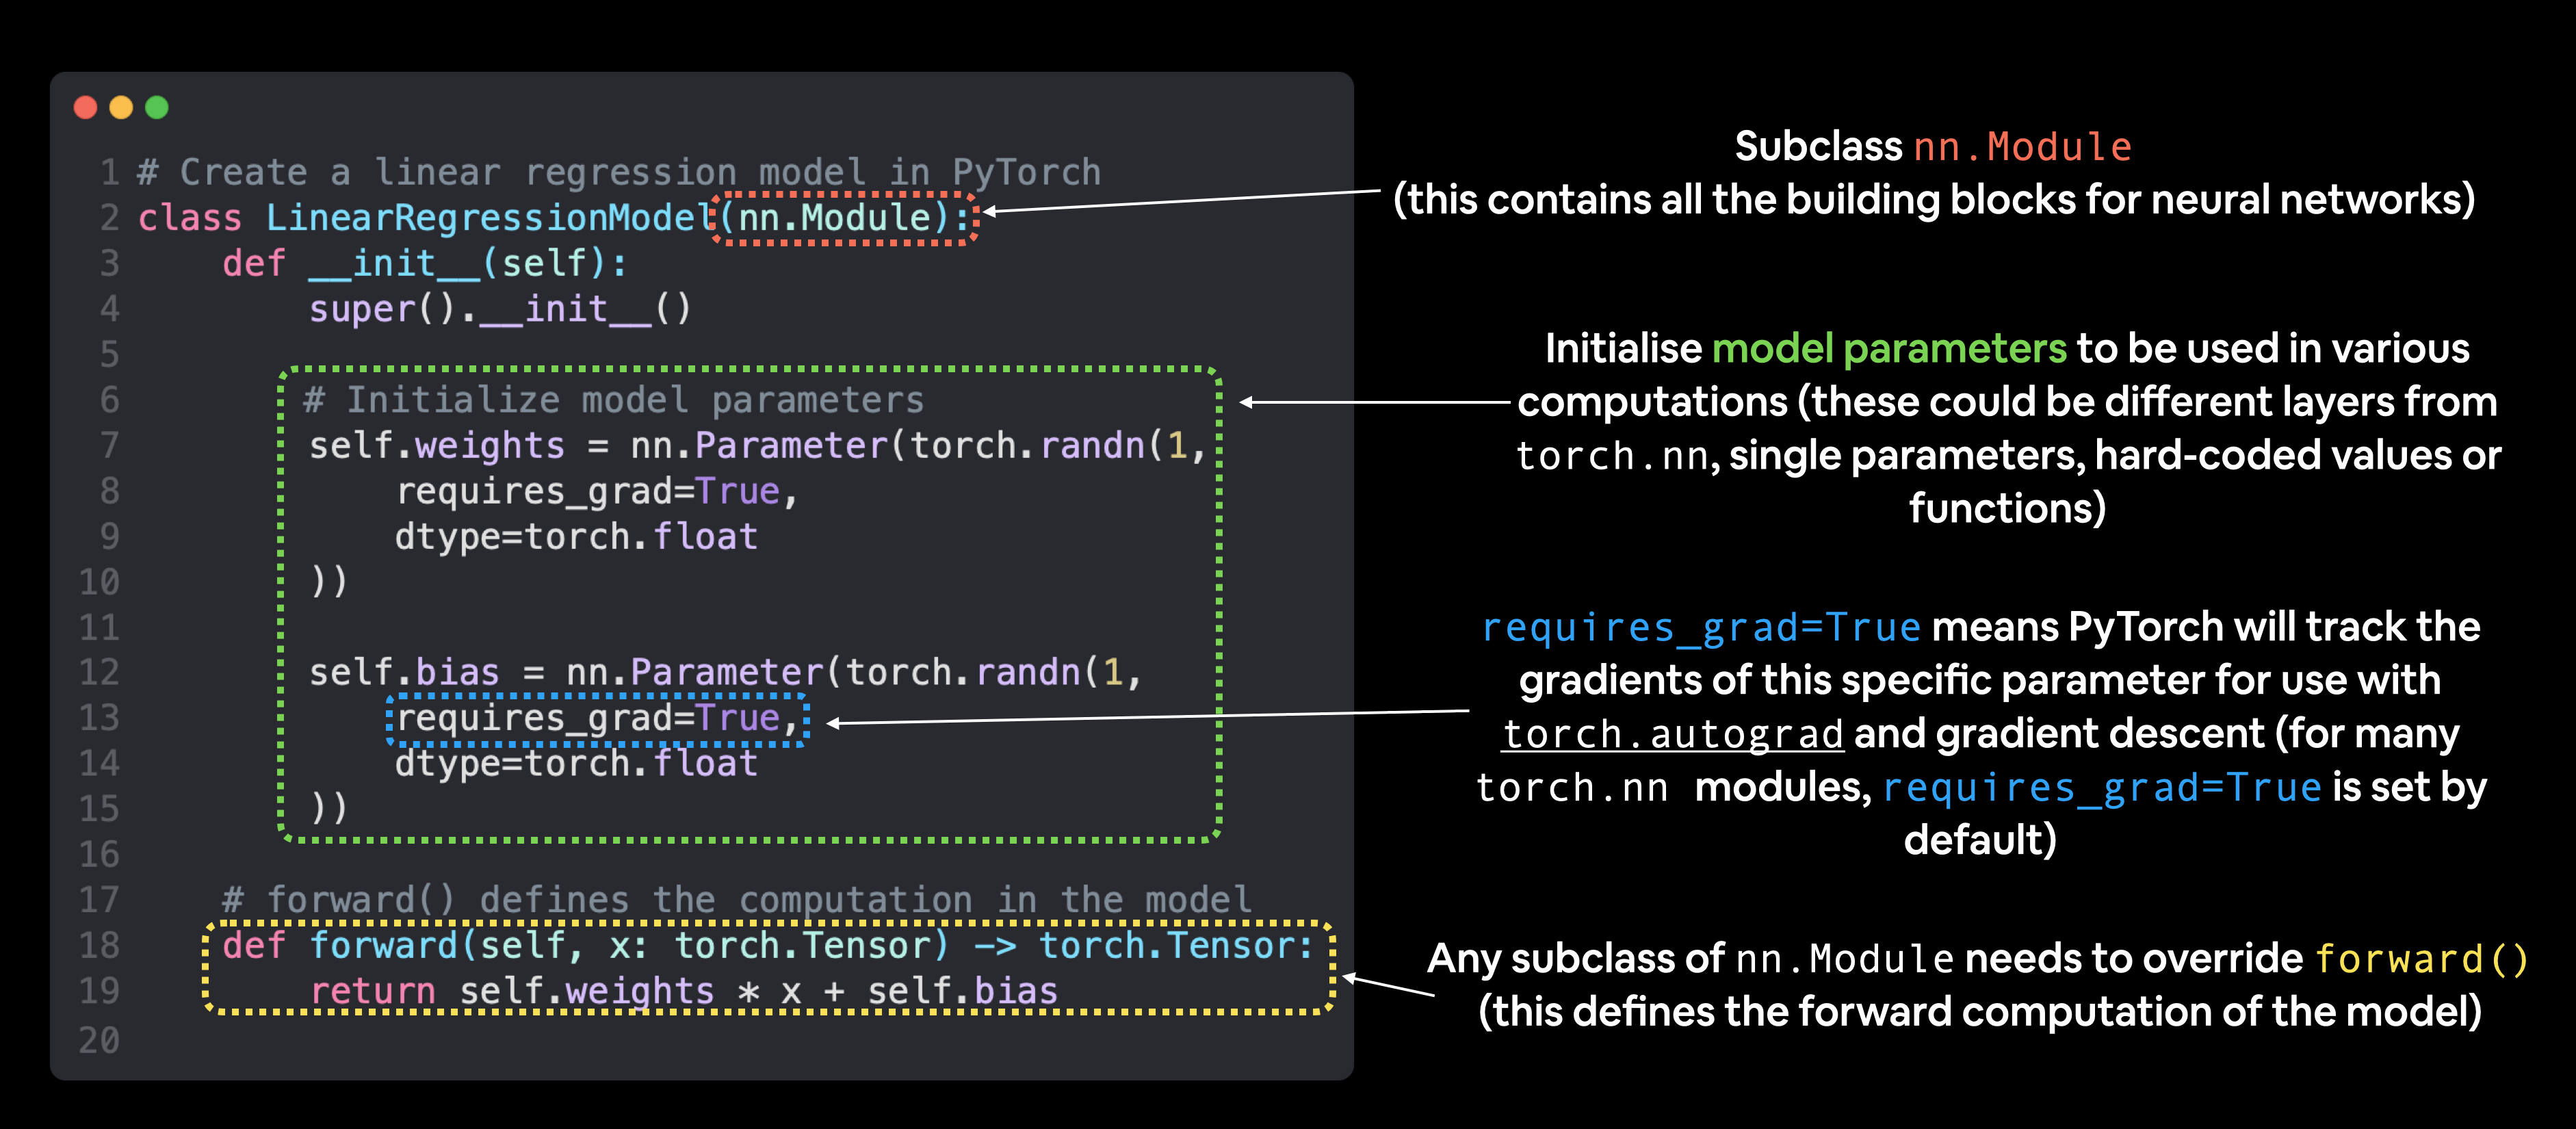 1 # Create a linear regression model in PyTorch
2 class LinearRegressionModel(nn.Module):
3     def __init__(self):
4         super().__init__()
5
6         # Initialize model parameters
7         self.weights = nn.Parameter(torch.randn(1,
8             requires_grad=True,
9             dtype=torch.float
10         ))
11
12         self.bias = nn.Parameter(torch.randn(1,
13             requires_grad=True,
14             dtype=torch.float
15         ))
16
17     # forward() defines the computation in the model
18     def forward(self, x: torch.Tensor) -> torch.Tensor:
19         return self.weights * x + self.bias
20
Subclass nn.Module
(this contains all the building blocks for neural networks)
Initialise model parameters to be used in various
computations (these could be different layers from
torch.nn, single parameters, hard-coded values or
functions)
requires_grad=True means PyTorch will track the
gradients of this specific parameter for use with
torch.autograd and gradient descent (for many
torch.nn modules, requires_grad=True is set by
default)
Any subclass of nn.Module needs to override forward()
(this defines the forward computation of the model)